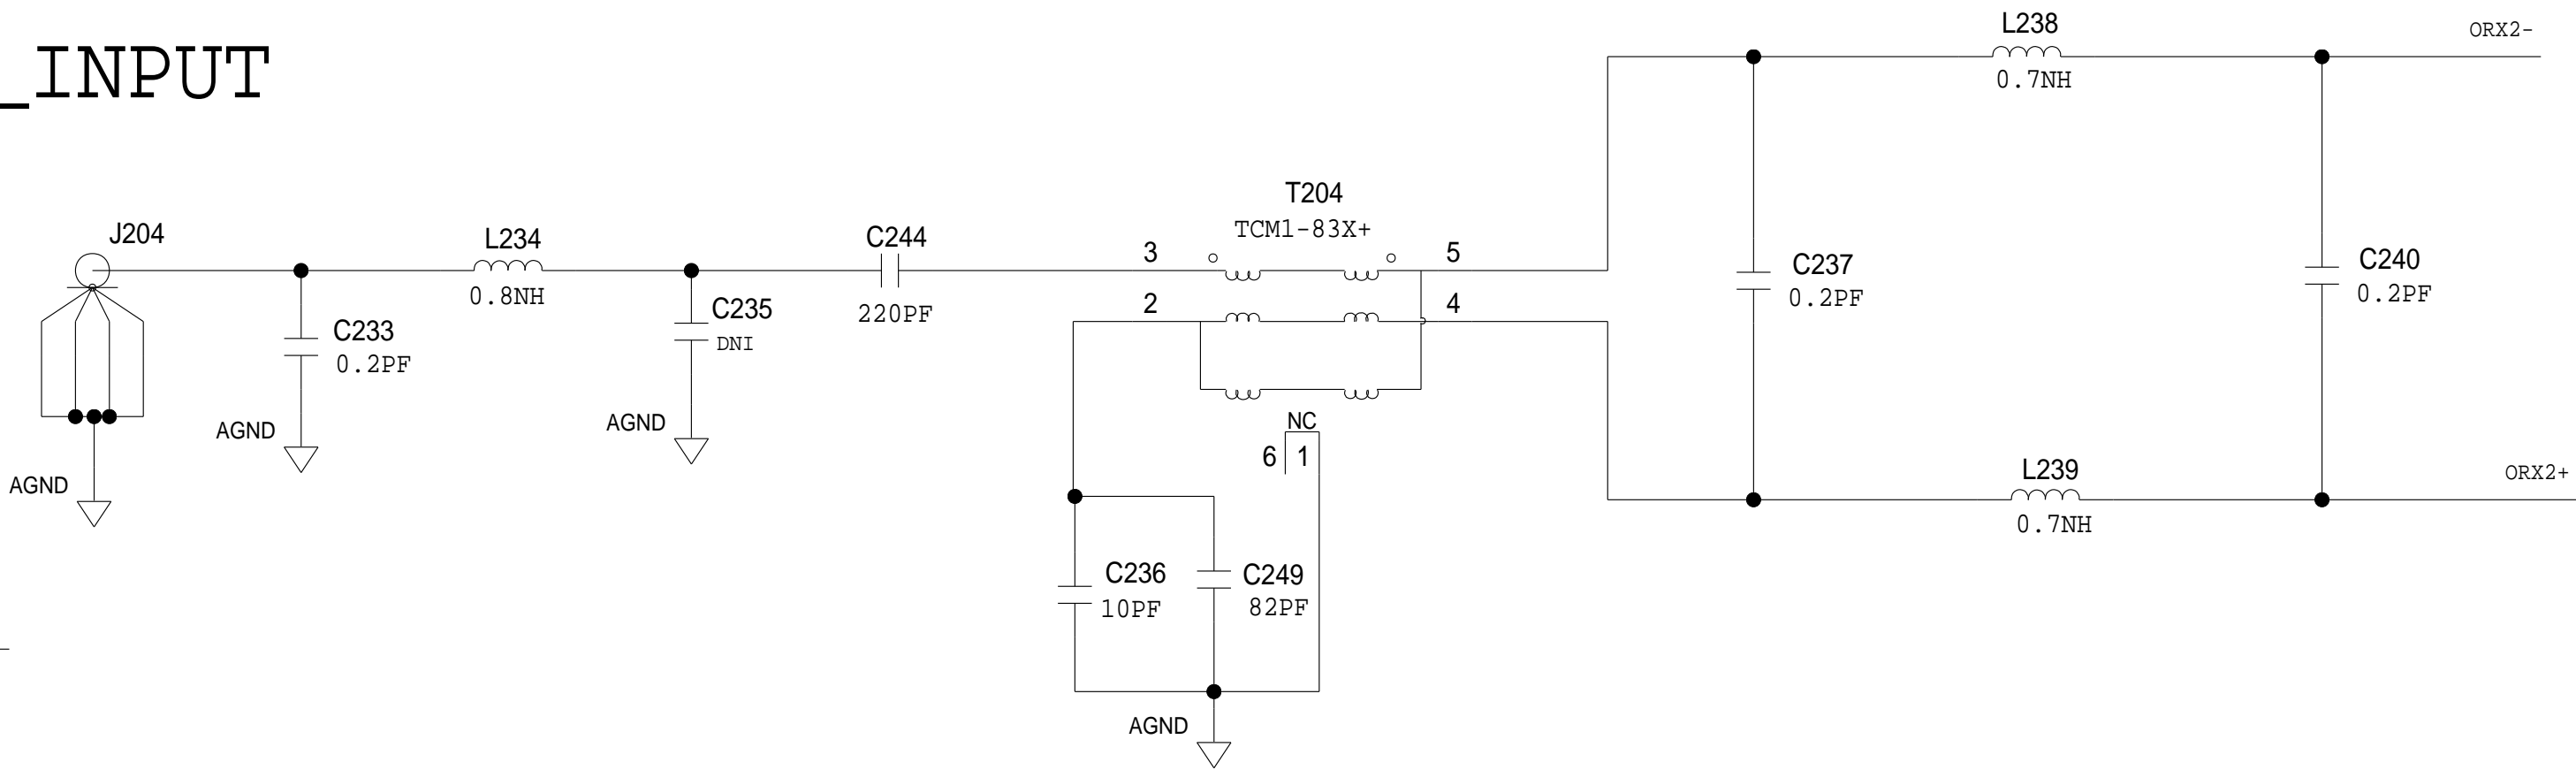 _INPUT
J204
AGND
C233
0.2PF
AGND
L234
0.8NH
C235
DNI
AGND
C244
220PF
T204
TCM1-83X+
3
5
2
4
NC
6
1
C236
10PF
C249
82PF
AGND
L238
0.7NH
ORX2-
C237
0.2PF
C240
0.2PF
L239
0.7NH
ORX2+